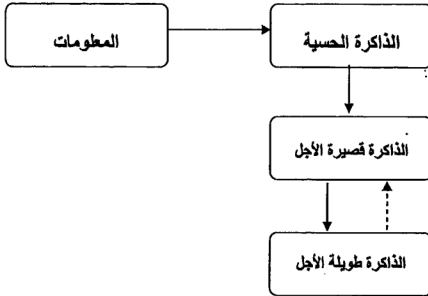 المعلومات
الذاكرة الحسية
الذاكرة قصيرة الأجل
الذاكرة طويلة الأجل